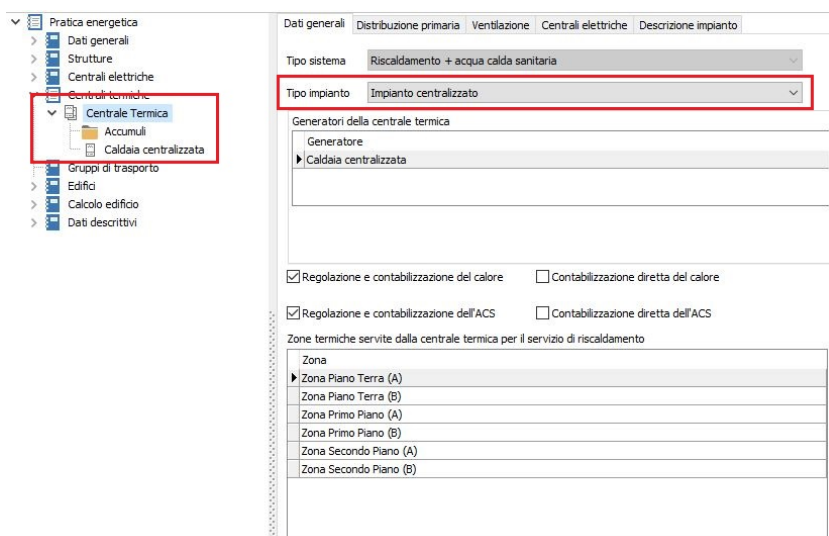 Pratica energetica
Dati generali
Strutture
Centrali elettriche
Centrali termiche
Centrale Termica
Accumuli
Caldaia centralizzata
Gruppi di trasporto
Edifici
Calcolo edificio
Dati descrittivi
Dati generali Distribuzione primaria Ventilazione Centrali elettriche Descrizione impianto
Tipo sistema Riscaldamento + acqua calda sanitaria
Tipo impianto Impianto centralizzato
Generatori della centrale termica
Generatore
Caldaia centralizzata
Regolazione e contabilizzazione del calore Contabilizzazione diretta del calore
Regolazione e contabilizzazione dell'ACS Contabilizzazione diretta dell'ACS
Zone termiche servite dalla centrale termica per il servizio di riscaldamento
Zona
Zona Piano Terra (A)
Zona Piano Terra (B)
Zona Primo Piano (A)
Zona Primo Piano (B)
Zona Secondo Piano (A)
Zona Secondo Piano (B)